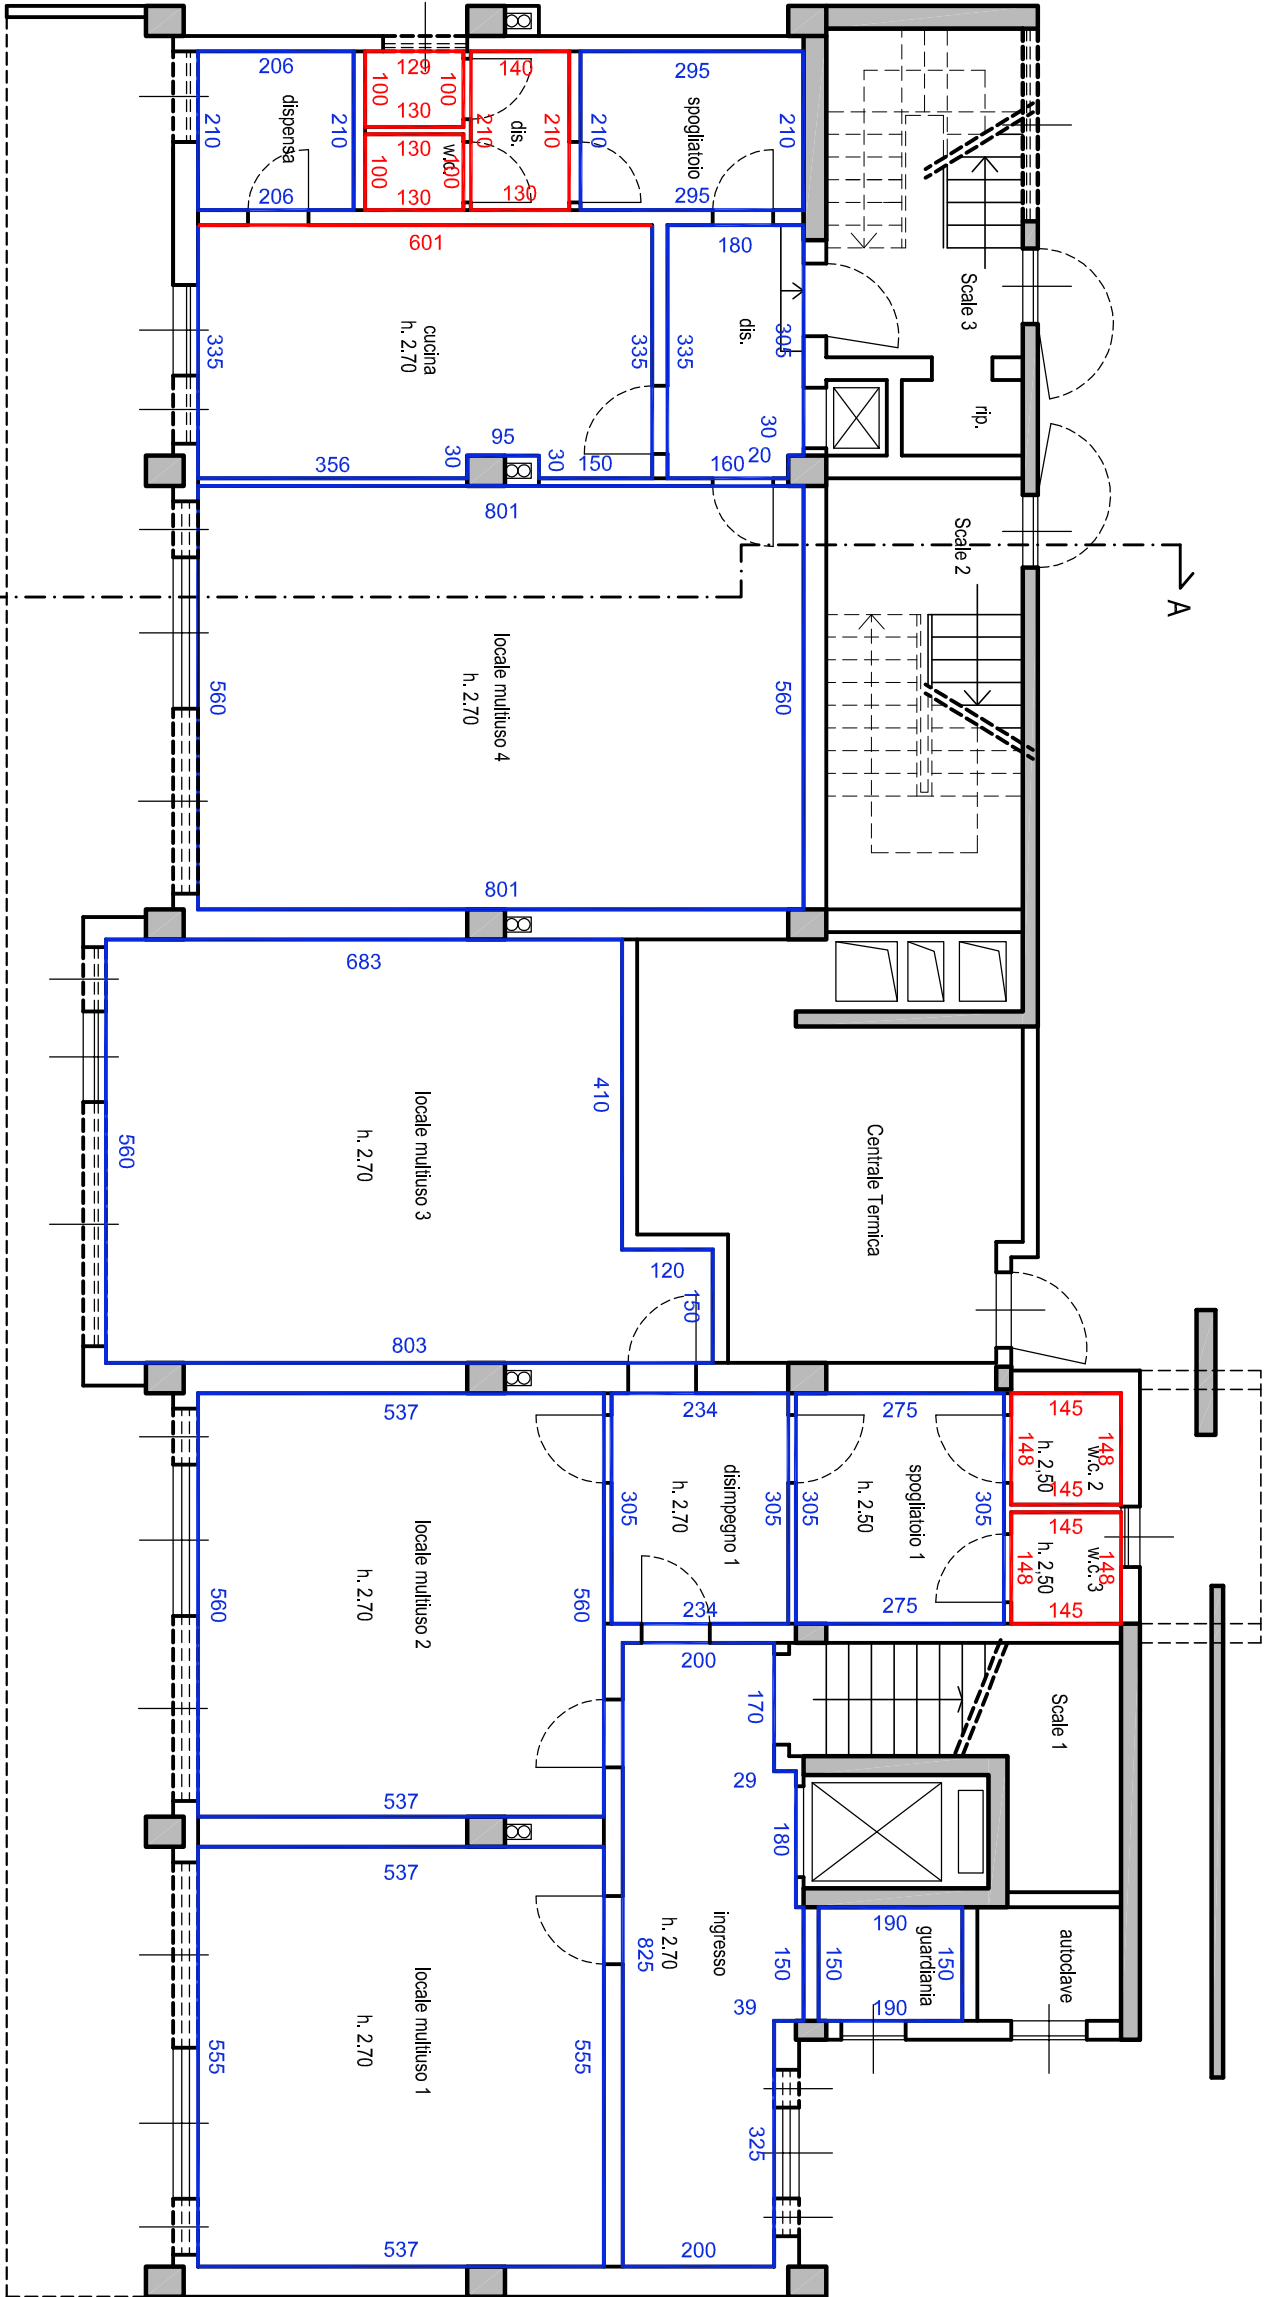 206
129
140
295
100
100
130
210
dispensa
210
210
dis.
210
210
spogliatoio
210
130
w.c.
100
100
206
130
130
295
601
180
Scale 3
335
cucina
h. 2.70
335
335
dis.
305
rip.
95
30
30
30
20
356
150
160
801
Scale 2
A
560
locale multiuso 4
h. 2.70
560
801
683
410
560
locale multiuso 3
h. 2.70
Centrale Termica
120
150
803
537
234
275
145
148
w.c. 2
h. 2,50
148
145
305
disimpegno 1
h. 2.70
305
305
spogliatoio 1
h. 2.50
305
145
148
w.c. 3
h. 2,50
148
145
560
locale multiuso 2
h. 2.70
560
234
275
200
170
Scale 1
29
180
537
537
190
guardiania
150
150
190
autoclave
ingresso
h. 2.70
825
150
39
555
locale multiuso 1
h. 2.70
555
325
537
200